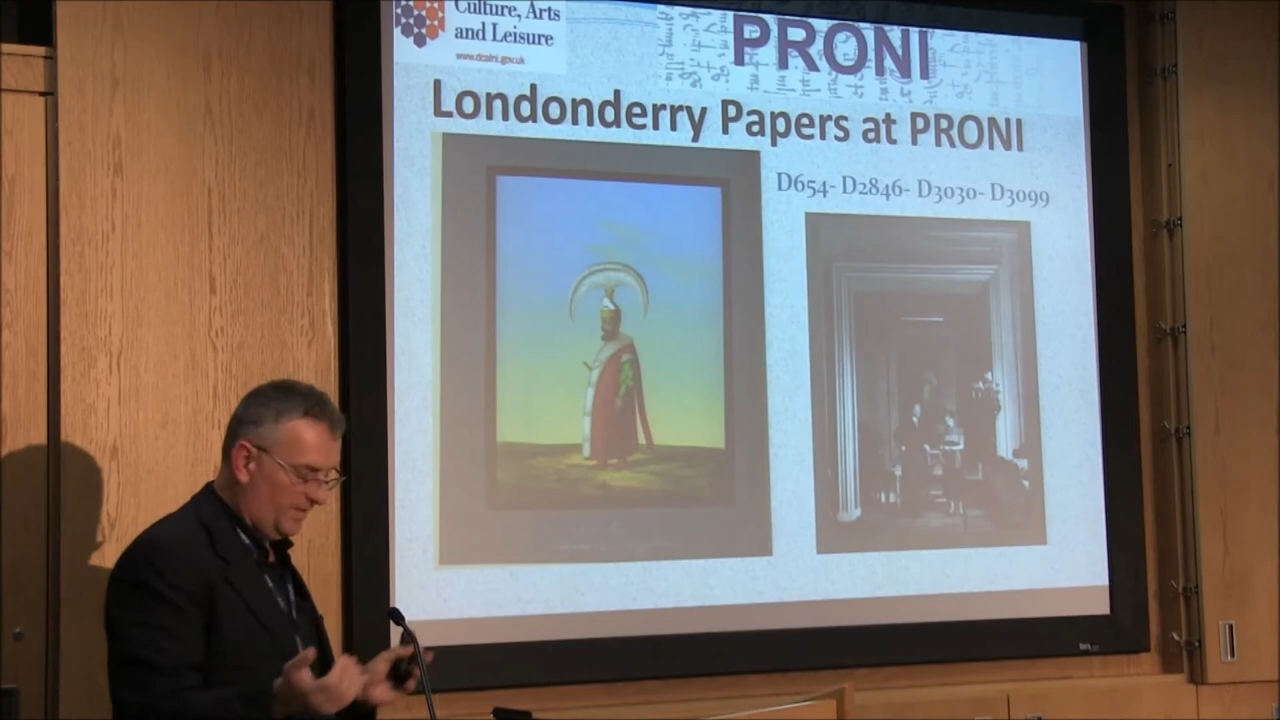 Culture, Arts
and Leisure
www.dcalni.gov.uk
PRONI
Londonderry Papers at PRONI
D654- D2846- D3030- D3099